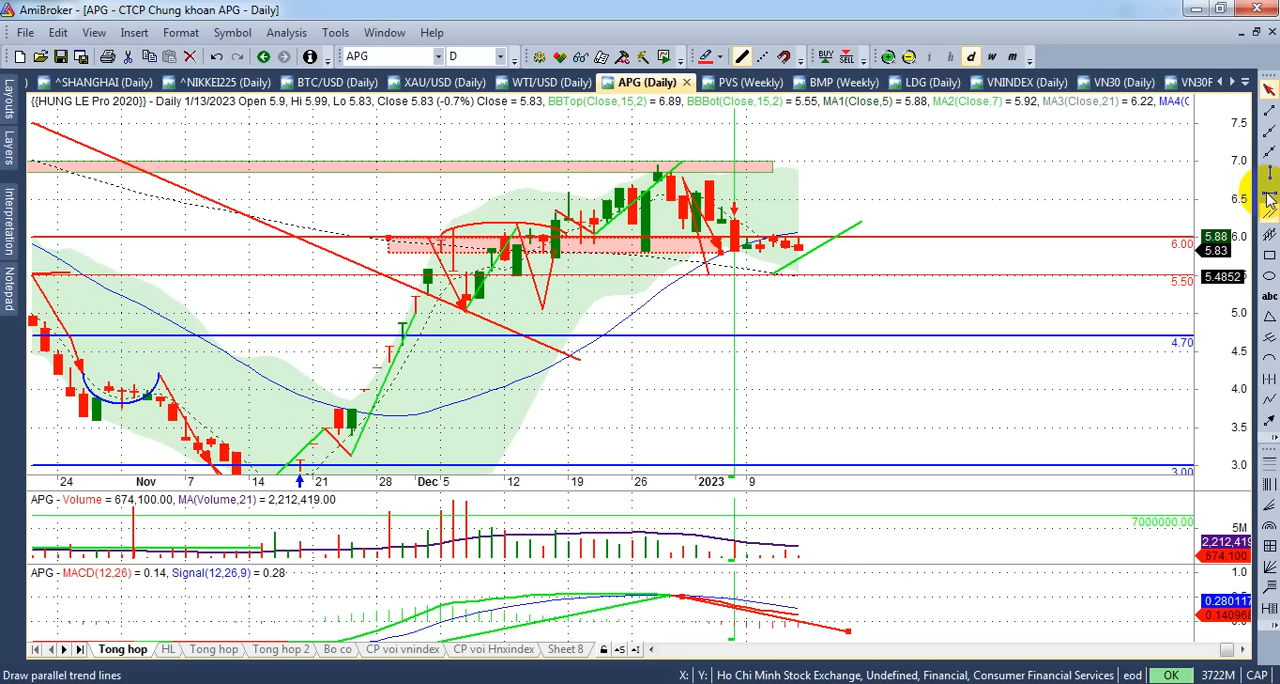 AmiBroker - [APG - CTCP Chung khoan APG - Daily]
File Edit View Insert Format Symbol Analysis Tools Window Help
APG D BUY SELL i h d w m
^SHANGHAI (Daily) ^NIKKEI225 (Daily) BTC/USD (Daily) XAU/USD (Daily) WTI/USD (Daily) APG (Daily) PVS (Weekly) BMP (Weekly) LDG (Daily) VNINDEX (Daily) VN30 (Daily) VN30F
{{HUNG LE Pro 2020}} - Daily 1/13/2023 Open 5.9, Hi 5.99, Lo 5.83, Close 5.83 (-0.7%) Close = 5.83, BBTop(Close,15,2) = 6.89, BBBot(Close,15,2) = 5.55, MA1(Close,5) = 5.88, MA2(Close,7) = 5.92, MA3(Close,21) = 6.22, MA4(C
Layouts
Layers
Interpretation
Notepad
7.5
7.0
6.5
6.0
6.00
5.88
5.83
5.50
5.4852
5.0
4.70
4.5
4.0
3.5
3.0
3.00
abc
24 Nov 7 14 21 28 Dec 5 12 19 26 2023 9
APG - Volume = 674,100.00, MA(Volume,21) = 2,212,419.00
7000000.00
5M
2,212,419
674,100
APG - MACD(12,26) = 0.14, Signal(12,26,9) = 0.28
1.0
0.280117
0.140968
Tong hop HL Tong hop Tong hop 2 Bo co CP voi vnindex CP voi Hnxindex Sheet 8
Draw parallel trend lines X: Y: Ho Chi Minh Stock Exchange, Undefined, Financial, Consumer Financial Services eod OK 3722M CAP